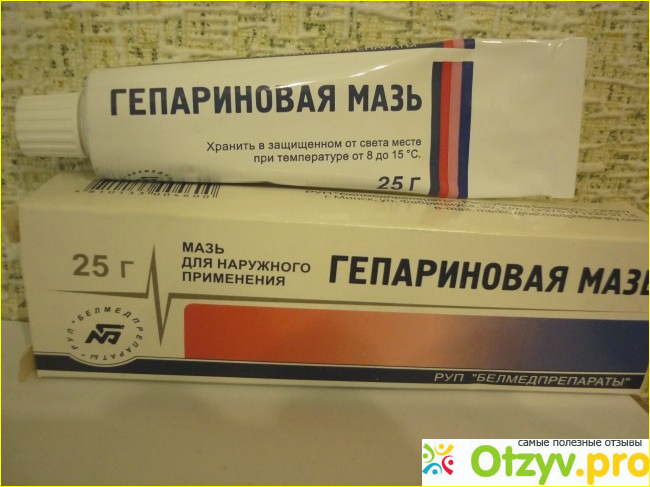 ГЕПАРИНОВАЯ МАЗЬ
Хранить в защищенном от света месте
при температуре от 8 до 15 °С.
25 Г
25 г
МАЗЬ
ДЛЯ НАРУЖНОГО
ПРИМЕНЕНИЯ
ГЕПАРИНОВАЯ МАЗЬ
РУП "БЕЛМЕДПРЕПАРАТЫ"
РУП "БЕЛМЕДПРЕПАРАТЫ"
самые полезные отзывы
Otzyv.pro